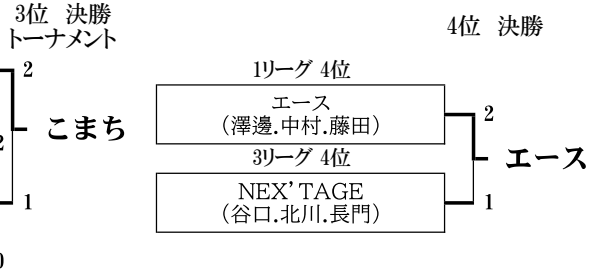 3位 決勝
トーナメント
2
こまち
1
4位 決勝
1リーグ 4位
エース
(澤邊.中村.藤田)
2
エース
3リーグ 4位
NEX'TAGE
(谷口.北川.長門)
1